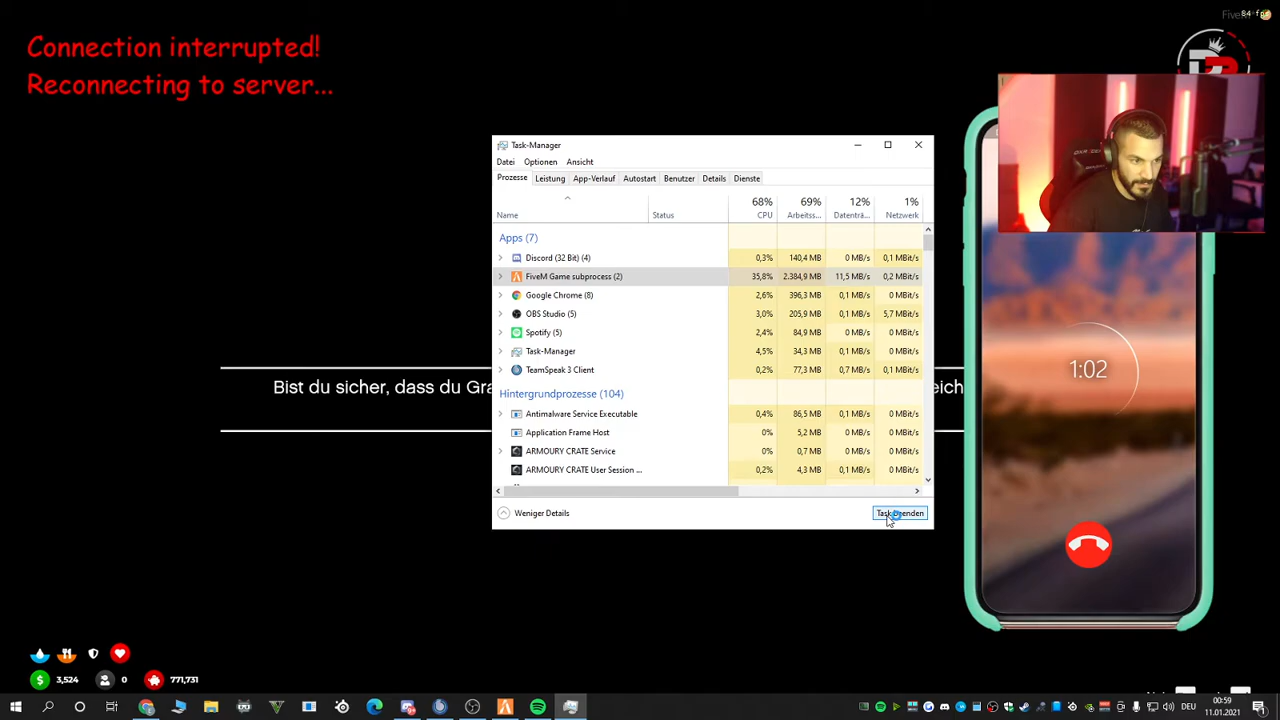 FiveM
84 fps
Connection interrupted!
Reconnecting to server...
Task-Manager
Datei Optionen Ansicht
Prozesse Leistung App-Verlauf Autostart Benutzer Details Dienste
68% 69% 12% 1%
Name Status CPU Arbeitss... Datenträ... Netzwerk
Apps (7)
Discord (32 Bit) (4) 0,3% 140,4 MB 0,1 MB/s 0,1 MBit/s
FiveM Game subprocess (2) 35,8% 2.384,9 MB 11,5 MB/s 0,2 MBit/s
Google Chrome (8) 2,6% 396,3 MB 0,1 MB/s 0 MBit/s
OBS Studio (5) 3,0% 205,9 MB 0,1 MB/s 5,7 MBit/s
Spotify (5) 2,4% 84,9 MB 0 MB/s 0 MBit/s
Task-Manager 4,5% 34,3 MB 0,1 MB/s 0 MBit/s
TeamSpeak 3 Client 0,2% 77,3 MB 0,7 MB/s 0,1 MBit/s
Hintergrundprozesse (104)
Antimalware Service Executable 0,4% 86,5 MB 0,1 MB/s 0 MBit/s
Application Frame Host 0% 5,2 MB 0 MB/s 0 MBit/s
ARMOURY CRATE Service 0% 0,7 MB 0 MB/s 0 MBit/s
ARMOURY CRATE User Session ... 0,2% 4,3 MB 0,1 MB/s 0 MBit/s
Weniger Details
Bist du sicher, dass du
1:02
3,524 0 771,731
DEU
00:59
11.01.2021